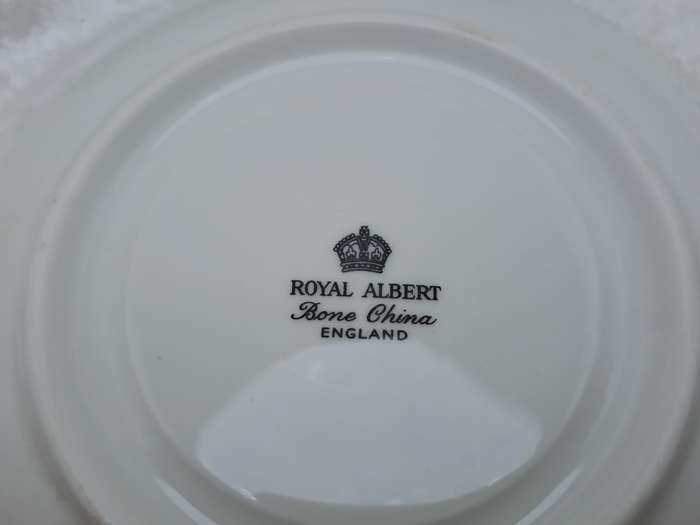 ROYAL ALBERT
Bone China
ENGLAND